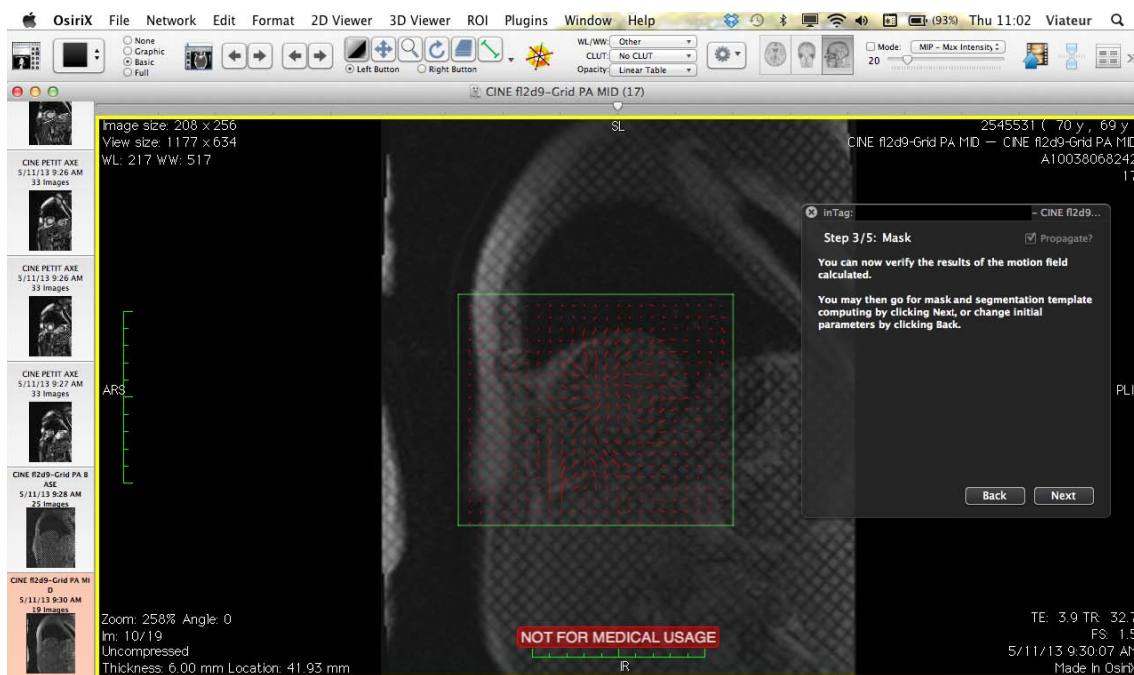 OsiriX File Network Edit Format 2D Viewer 3D Viewer ROI Plugins Window Help (93%) Thu 11:02 Viateur
None
Graphic
Basic
Full
Left Button Right Button
WL/WW: Other
CLUT: No CLUT
Opacity: Linear Table
Mode: MIP - Max Intensity
20
CINE fl2d9-Grid PA MID (17)
CINE PETIT AXE
5/11/13 9:26 AM
33 Images
CINE PETIT AXE
5/11/13 9:26 AM
33 Images
CINE PETIT AXE
5/11/13 9:27 AM
33 Images
CINE fl2d9-Grid PA B
ASE
5/11/13 9:28 AM
25 Images
CINE fl2d9-Grid PA MI
D
5/11/13 9:30 AM
19 Images
Image size: 208 x 256
View size: 1177 x 634
WL: 217 WW: 517
SL
2545531 ( 70 y , 69 y
CINE fl2d9-Grid PA MID — CINE fl2d9-Grid PA MID
A10038068242
17
ARS
PLI
inTag: - CINE fl2d9...
Step 3/5: Mask Propagate?
You can now verify the results of the motion field
calculated.
You may then go for mask and segmentation template
computing by clicking Next, or change initial
parameters by clicking Back.
Back Next
Zoom: 258% Angle: 0
Im: 10/19
Uncompressed
Thickness: 6.00 mm Location: 41.93 mm
NOT FOR MEDICAL USAGE
IR
TE: 3.9 TR: 32.7
FS: 1.5
5/11/13 9:30:07 AM
Made In OsiriX